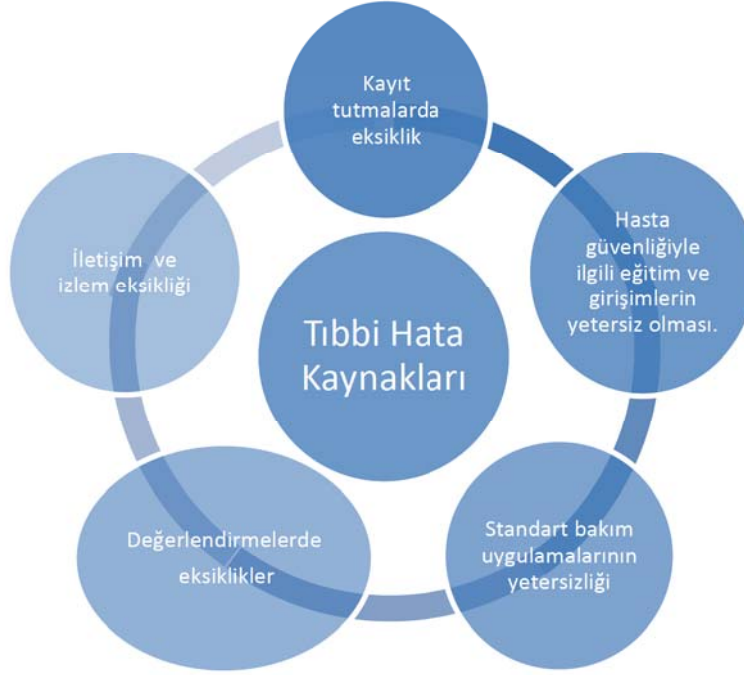 Kayıt
tutmalarda
eksiklik
Hasta
güvenliğiyle
ilgili eğitim ve
girişimlerin
yetersiz olması.
Standart bakım
uygulamalarının
yetersizliği
Değerlendirmelerde
eksiklikler
İletişim ve
izlem eksikliği
Tıbbi Hata
Kaynakları